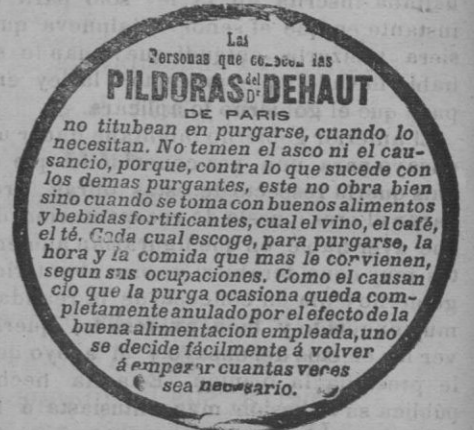 Las
Personas que conocen las
PILDORAS del Dr DEHAUT
DE PARIS
no titubean en purgarse, cuando lo
necesitan. No temen el asco ni el cau-
sancio, porque, contra lo que sucede con
los demas purgantes, este no obra bien
sino cuando se toma con buenos alimentos
y bebidas fortificantes, cual el vino, el café,
el té. Cada cual escoge, para purgarse, la
hora y la comida que mas le convienen,
segun sus ocupaciones. Como el causan
cio que la purga ocasiona queda com-
pletamente anulado por el efecto de la
buena alimentacion empleada, uno
se decide fácilmente á volver
á empezar cuantas veces
sea necesario.